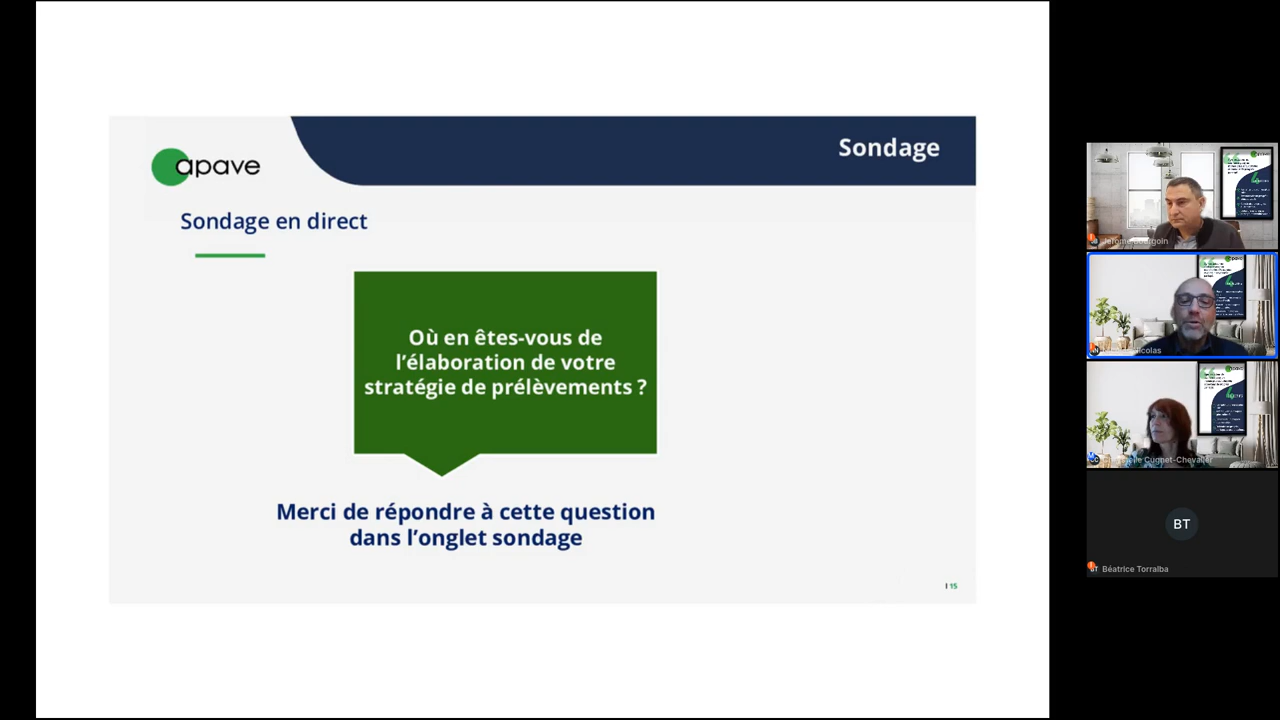 apave
Sondage
Sondage en direct
Où en êtes-vous de
l’élaboration de votre
stratégie de prélèvements ?
Merci de répondre à cette question
dans l’onglet sondage
I 15
BT
Béatrice Torralba